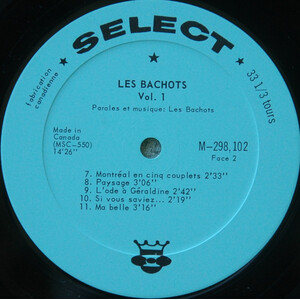 SELECT
Fabrication
canadienne
33 1/3 tours
LES BACHOTS
Vol. 1
Paroles et musique: Les Bachots
Made in
Canada
(MSC-550)
14'26"
M-298,102
Face 2
7. Montréal en cinq couplets 2'33"
8. Paysage 3'06"
9. L'ode à Géraldine 2'42"
10. Si vous saviez... 2'19"
11. Ma belle 3'16"